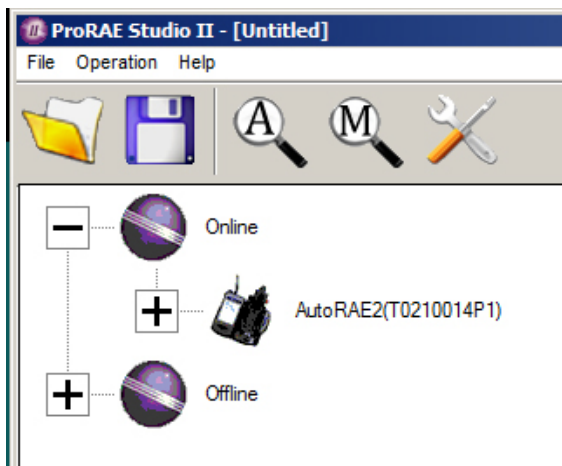 ProRAE Studio II - [Untitled]
File Operation Help
A M
Online
AutoRAE2(T0210014P1)
Offline